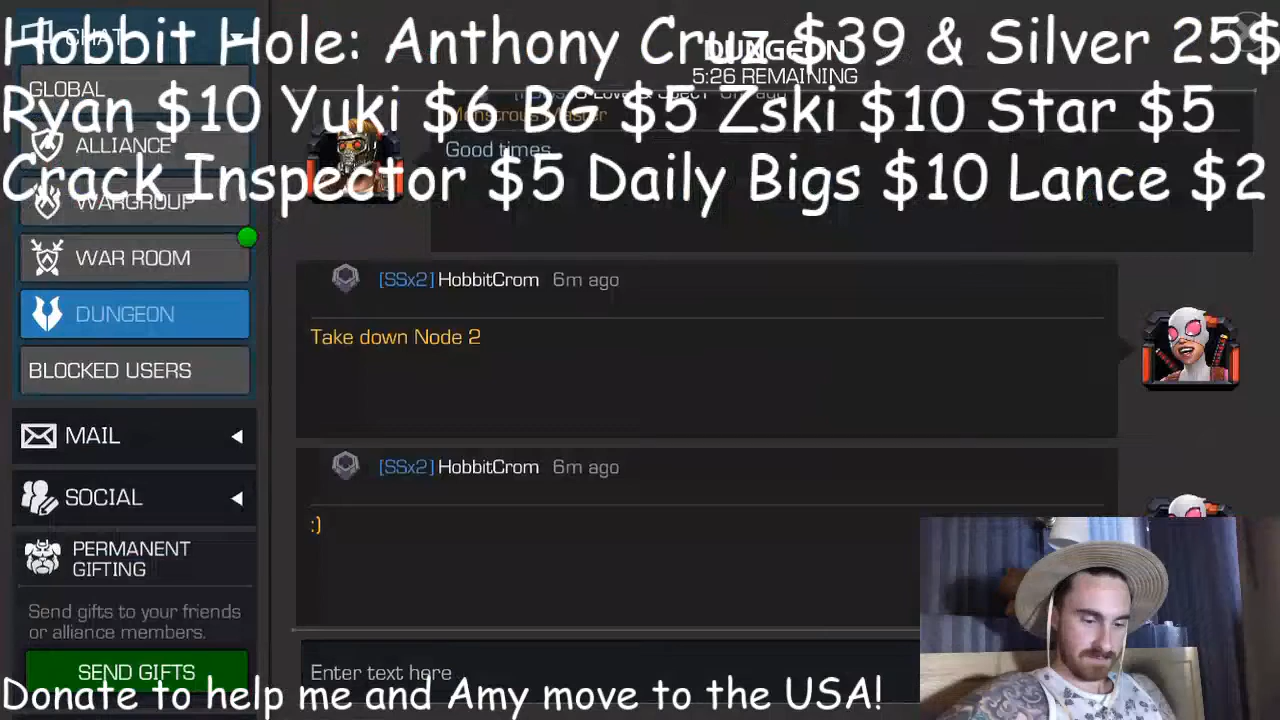 Hobbit Hole: Anthony Cruz $39 & Silver 25$
Ryan $10 Yuki $6 BG $5 Zski $10 Star $5
Crack Inspector $5 Daily Bigs $10 Lance $2
CHAT
GLOBAL
ALLIANCE
WARGROUP
WAR ROOM
DUNGEON
BLOCKED USERS
MAIL
SOCIAL
PERMANENT
GIFTING
Send gifts to your friends
or alliance members.
SEND GIFTS
DUNGEON
5:26 REMAINING
Monstrous Master
Good times
[SSx2] HobbitCrom 6m ago
Take down Node 2
[SSx2] HobbitCrom 6m ago
:)
Enter text here
Donate to help me and Amy move to the USA!